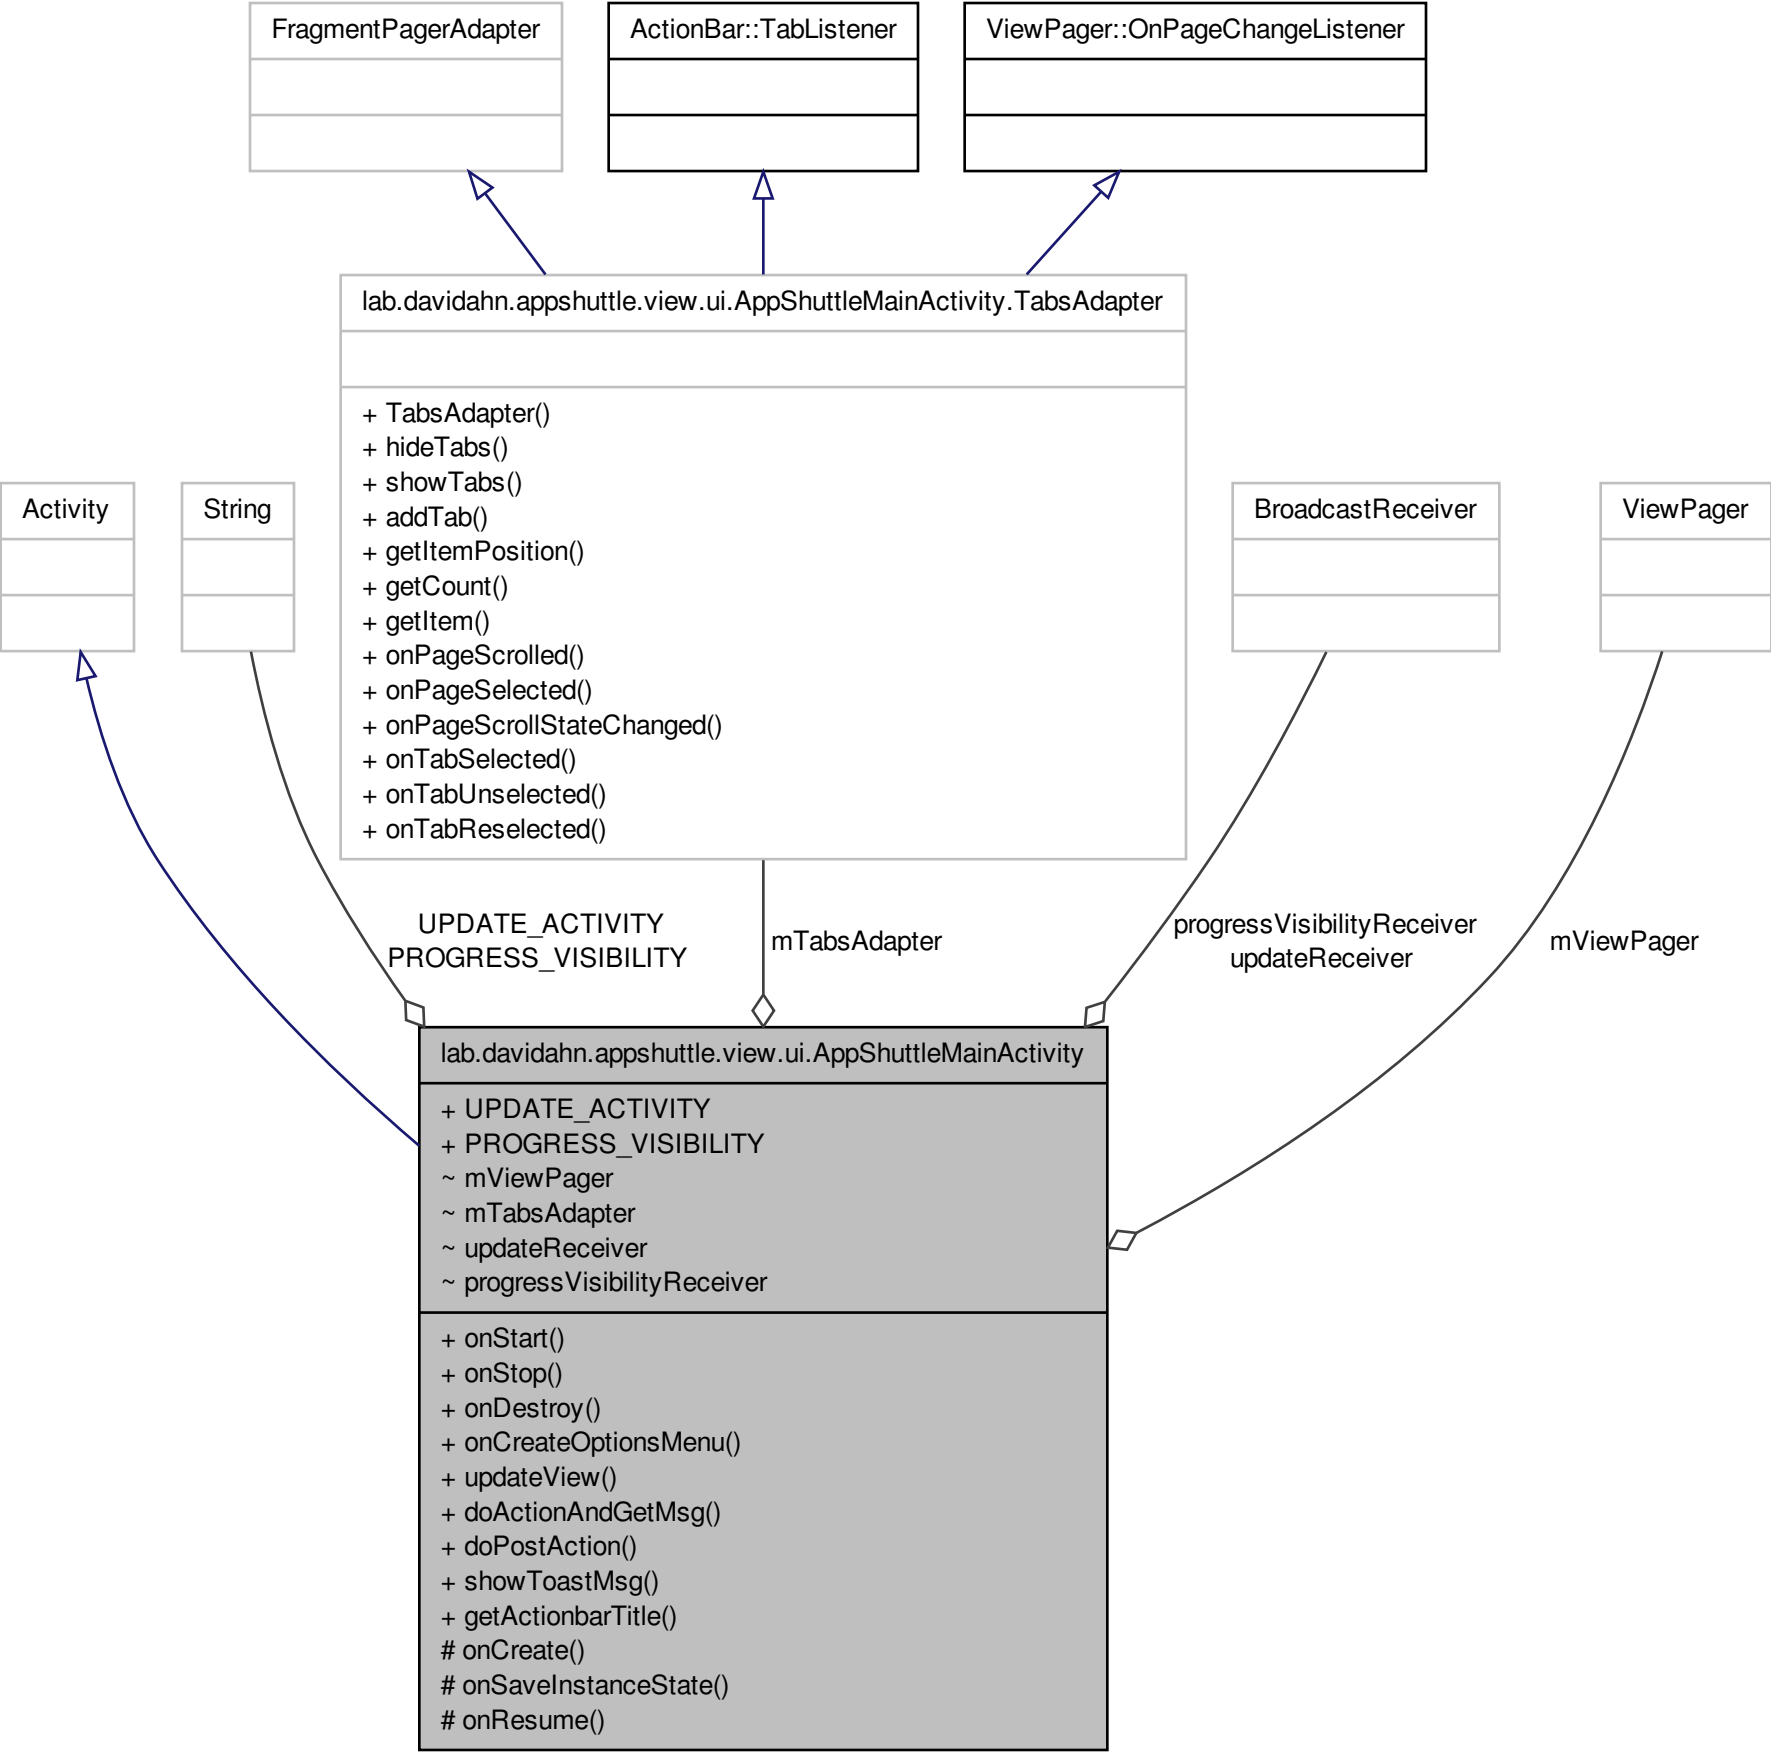 FragmentPagerAdapter
ActionBar::TabListener
ViewPager::OnPageChangeListener
lab.davidahn.appshuttle.view.ui.AppShuttleMainActivity.TabsAdapter
+ TabsAdapter()
+ hideTabs()
+ showTabs()
+ addTab()
+ getItemPosition()
+ getCount()
+ getItem()
+ onPageScrolled()
+ onPageSelected()
+ onPageScrollStateChanged()
+ onTabSelected()
+ onTabUnselected()
+ onTabReselected()
Activity
String
BroadcastReceiver
ViewPager
UPDATE_ACTIVITY
PROGRESS_VISIBILITY
mTabsAdapter
progressVisibilityReceiver
updateReceiver
mViewPager
lab.davidahn.appshuttle.view.ui.AppShuttleMainActivity
+ UPDATE_ACTIVITY
+ PROGRESS_VISIBILITY
~ mViewPager
~ mTabsAdapter
~ updateReceiver
~ progressVisibilityReceiver
+ onStart()
+ onStop()
+ onDestroy()
+ onCreateOptionsMenu()
+ updateView()
+ doActionAndGetMsg()
+ doPostAction()
+ showToastMsg()
+ getActionbarTitle()
# onCreate()
# onSaveInstanceState()
# onResume()